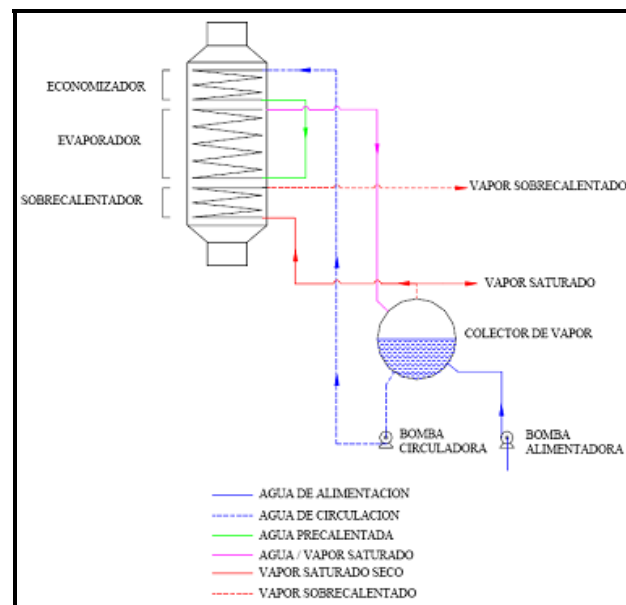 ECONOMIZADOR
EVAPORADOR
SOBRECALENTADOR
VAPOR SOBRECALENTADO
VAPOR SATURADO
COLECTOR DE VAPOR
BOMBA
CIRCULADORA
BOMBA
ALIMENTADORA
AGUA DE ALIMENTACION
AGUA DE CIRCULACION
AGUA PRECALENTADA
AGUA / VAPOR SATURADO
VAPOR SATURADO SECO
VAPOR SOBRECALENTADO